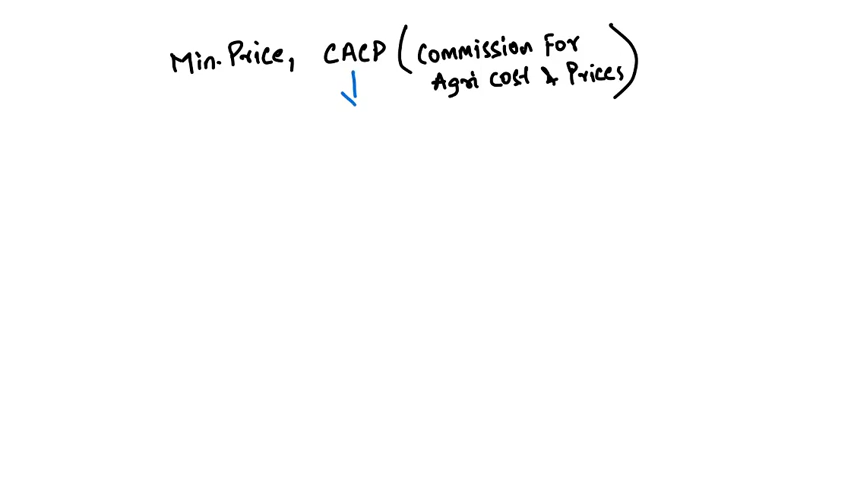 Min. Price, CACP (Commission For
Agri Cost & Prices)